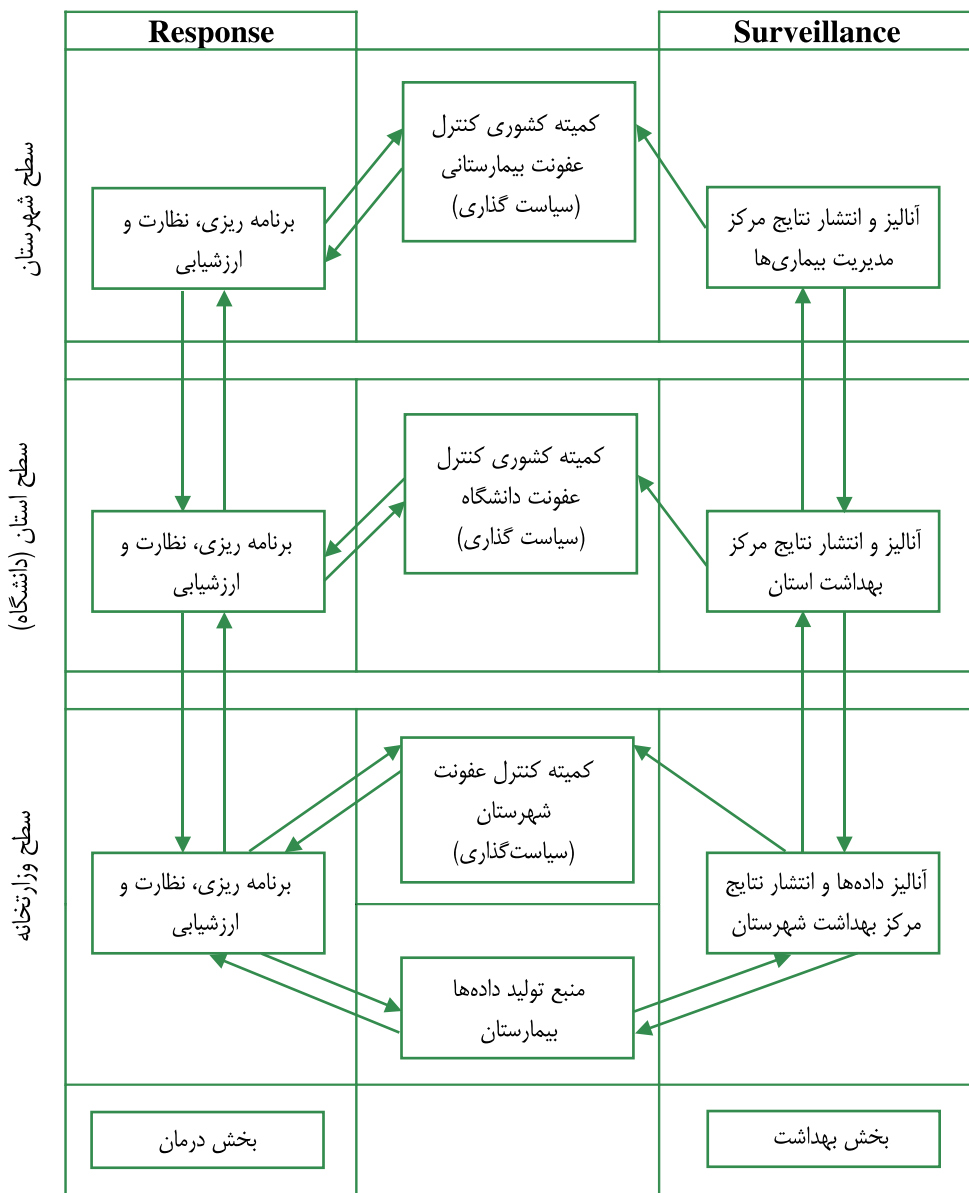 Response
Surveillance
سطح شهرستان
کمیته کشوری کنترل
عفونت بیمارستانی
(سیاست گذاری)
آنالیز و انتشار نتایج مرکز
مدیریت بیماری‌ها
برنامه ریزی، نظارت و
ارزشیابی
سطح استان (دانشگاه)
کمیته کشوری کنترل
عفونت دانشگاه
(سیاست گذاری)
آنالیز و انتشار نتایج مرکز
بهداشت استان
برنامه ریزی، نظارت و
ارزشیابی
سطح وزارتخانه
کمیته کنترل عفونت
شهرستان
(سیاست‌گذاری)
آنالیز داده‌ها و انتشار نتایج
مرکز بهداشت شهرستان
برنامه ریزی، نظارت و
ارزشیابی
منبع تولید داده‌ها
بیمارستان
بخش بهداشت
بخش درمان